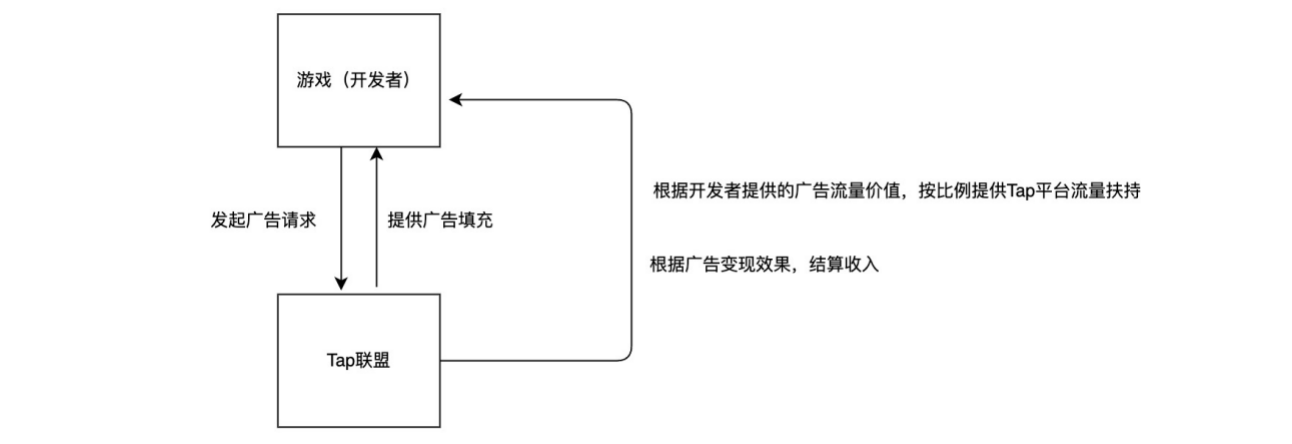 游戏（开发者）
发起广告请求
提供广告填充
根据开发者提供的广告流量价值，按比例提供Tap平台流量扶持
根据广告变现效果，结算收入
Tap联盟